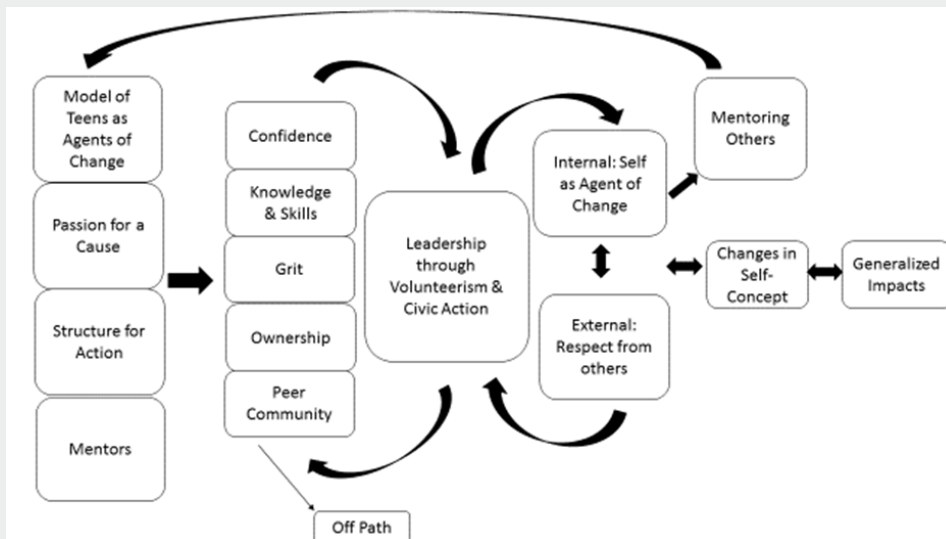 Model of
Teens as
Agents of
Change
Passion for a
Cause
Structure for
Action
Mentors
Confidence
Knowledge
& Skills
Grit
Ownership
Peer
Community
Off Path
Leadership
through
Volunteerism &
Civic Action
Internal: Self
as Agent of
Change
External:
Respect from
others
Mentoring
Others
Changes in
Self-
Concept
Generalized
Impacts